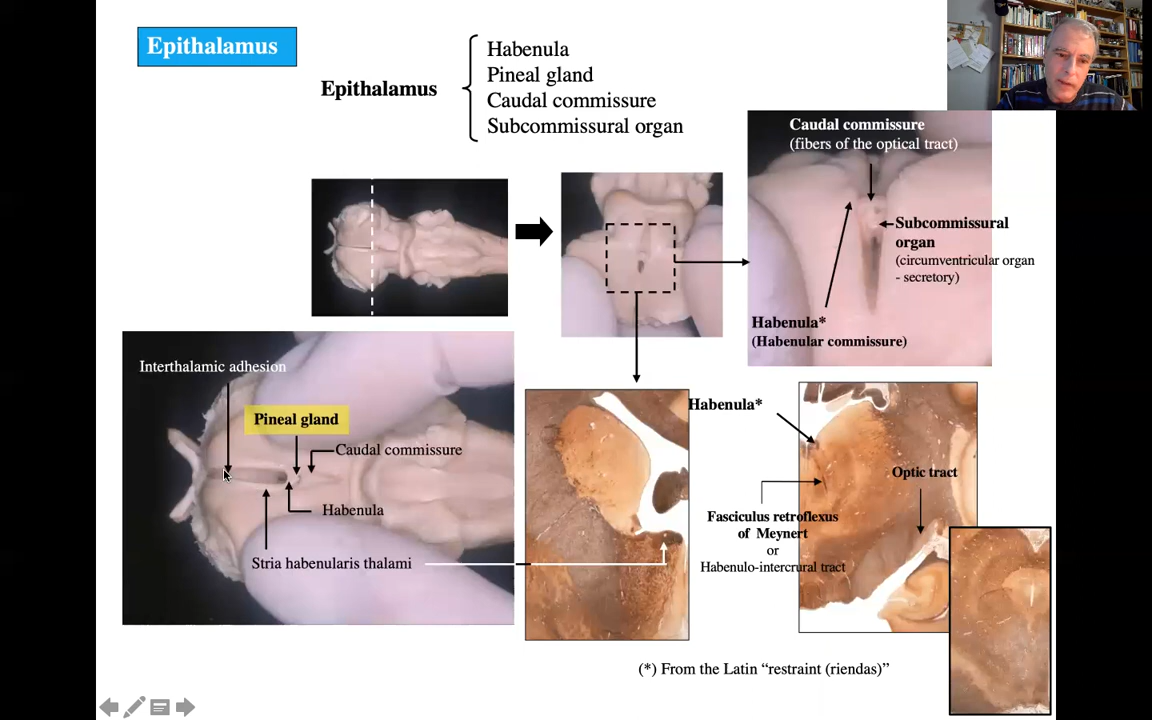 Epithalamus
Epithalamus
Habenula
Pineal gland
Caudal commissure
Subcommissural organ
Caudal commissure
(fibers of the optical tract)
Subcommissural
organ
(circumventricular organ
- secretory)
Habenula*
(Habenular commissure)
Interthalamic adhesion
Pineal gland
Caudal commissure
Habenula
Stria habenularis thalami
Habenula*
Optic tract
Fasciculus retroflexus
of Meynert
or
Habenulo-intercrural tract
(*) From the Latin “restraint (riendas)”